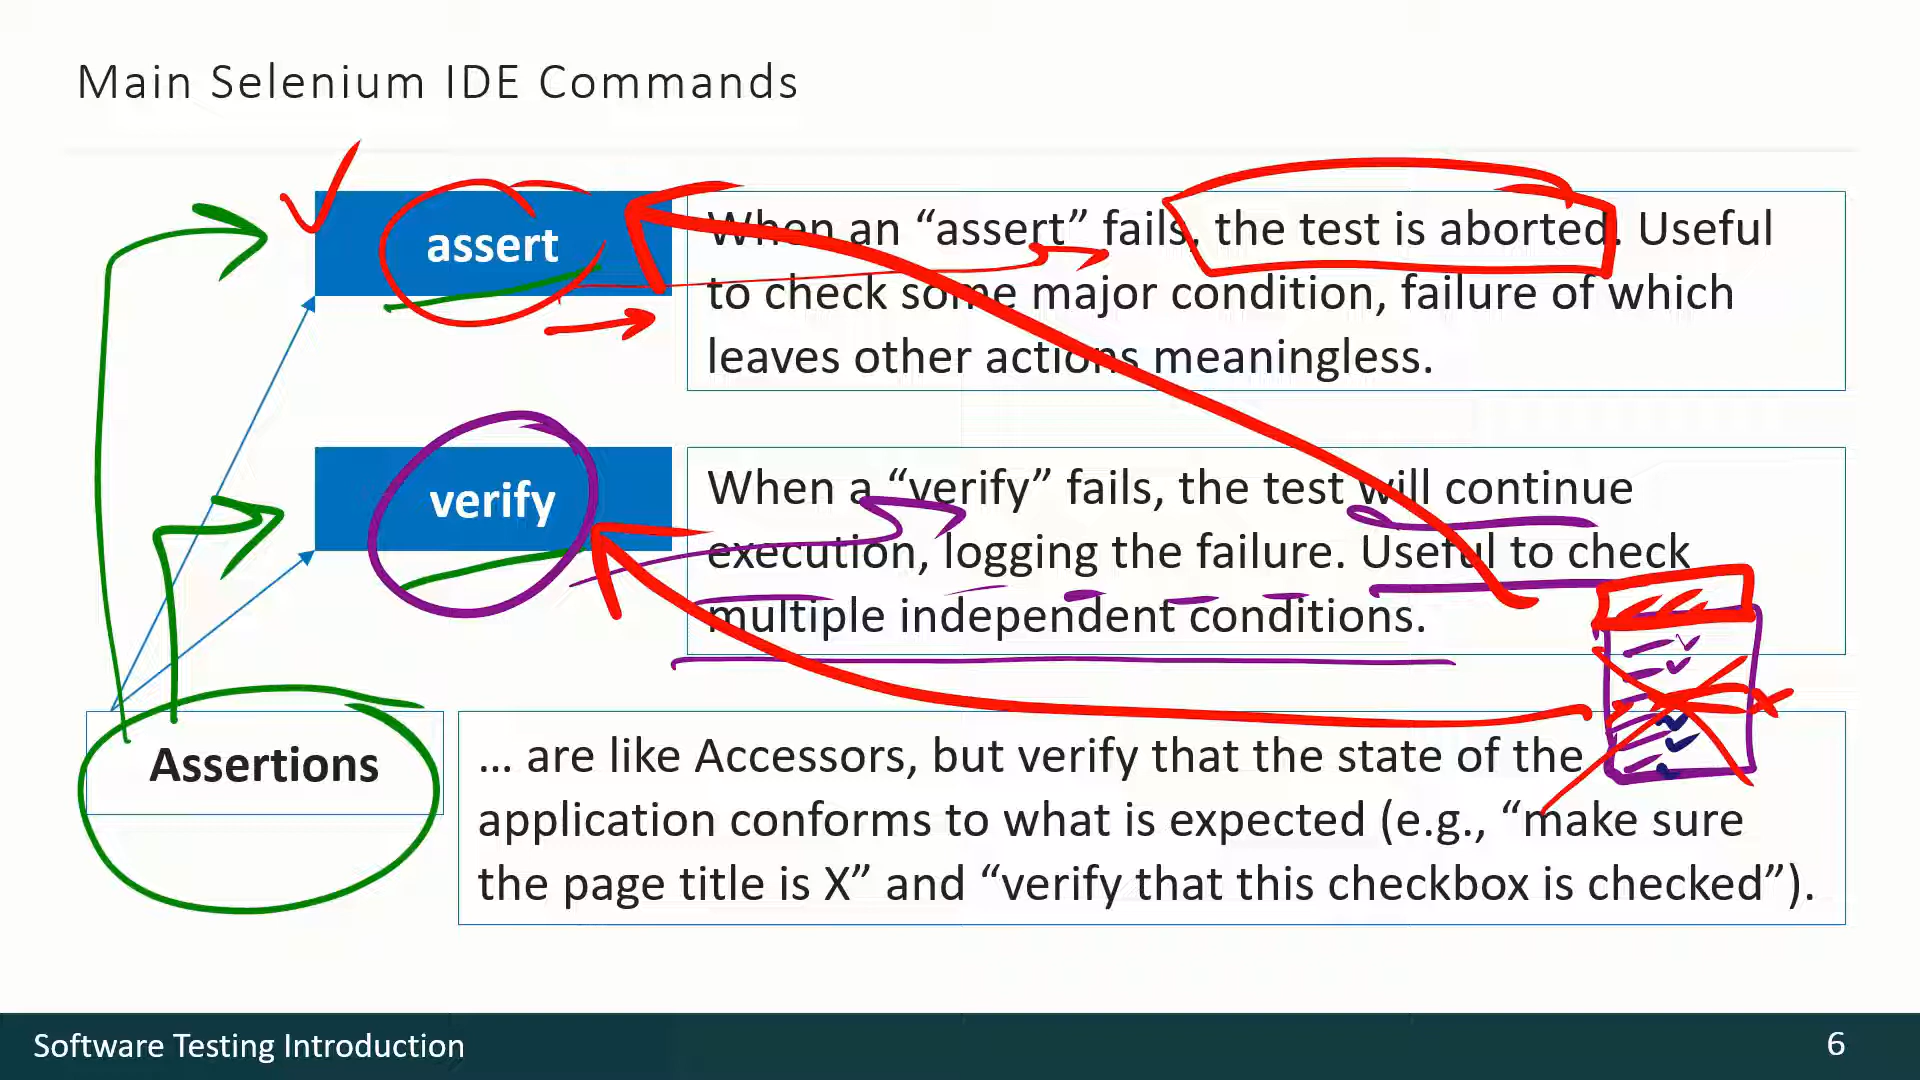 Main Selenium IDE Commands
assert
When an “assert” fails, the test is aborted. Useful
to check some major condition, failure of which
leaves other actions meaningless.
verify
When a “verify” fails, the test will continue
execution, logging the failure. Useful to check
multiple independent conditions.
Assertions
... are like Accessors, but verify that the state of the
application conforms to what is expected (e.g., “make sure
the page title is X” and “verify that this checkbox is checked”).
Software Testing Introduction
6